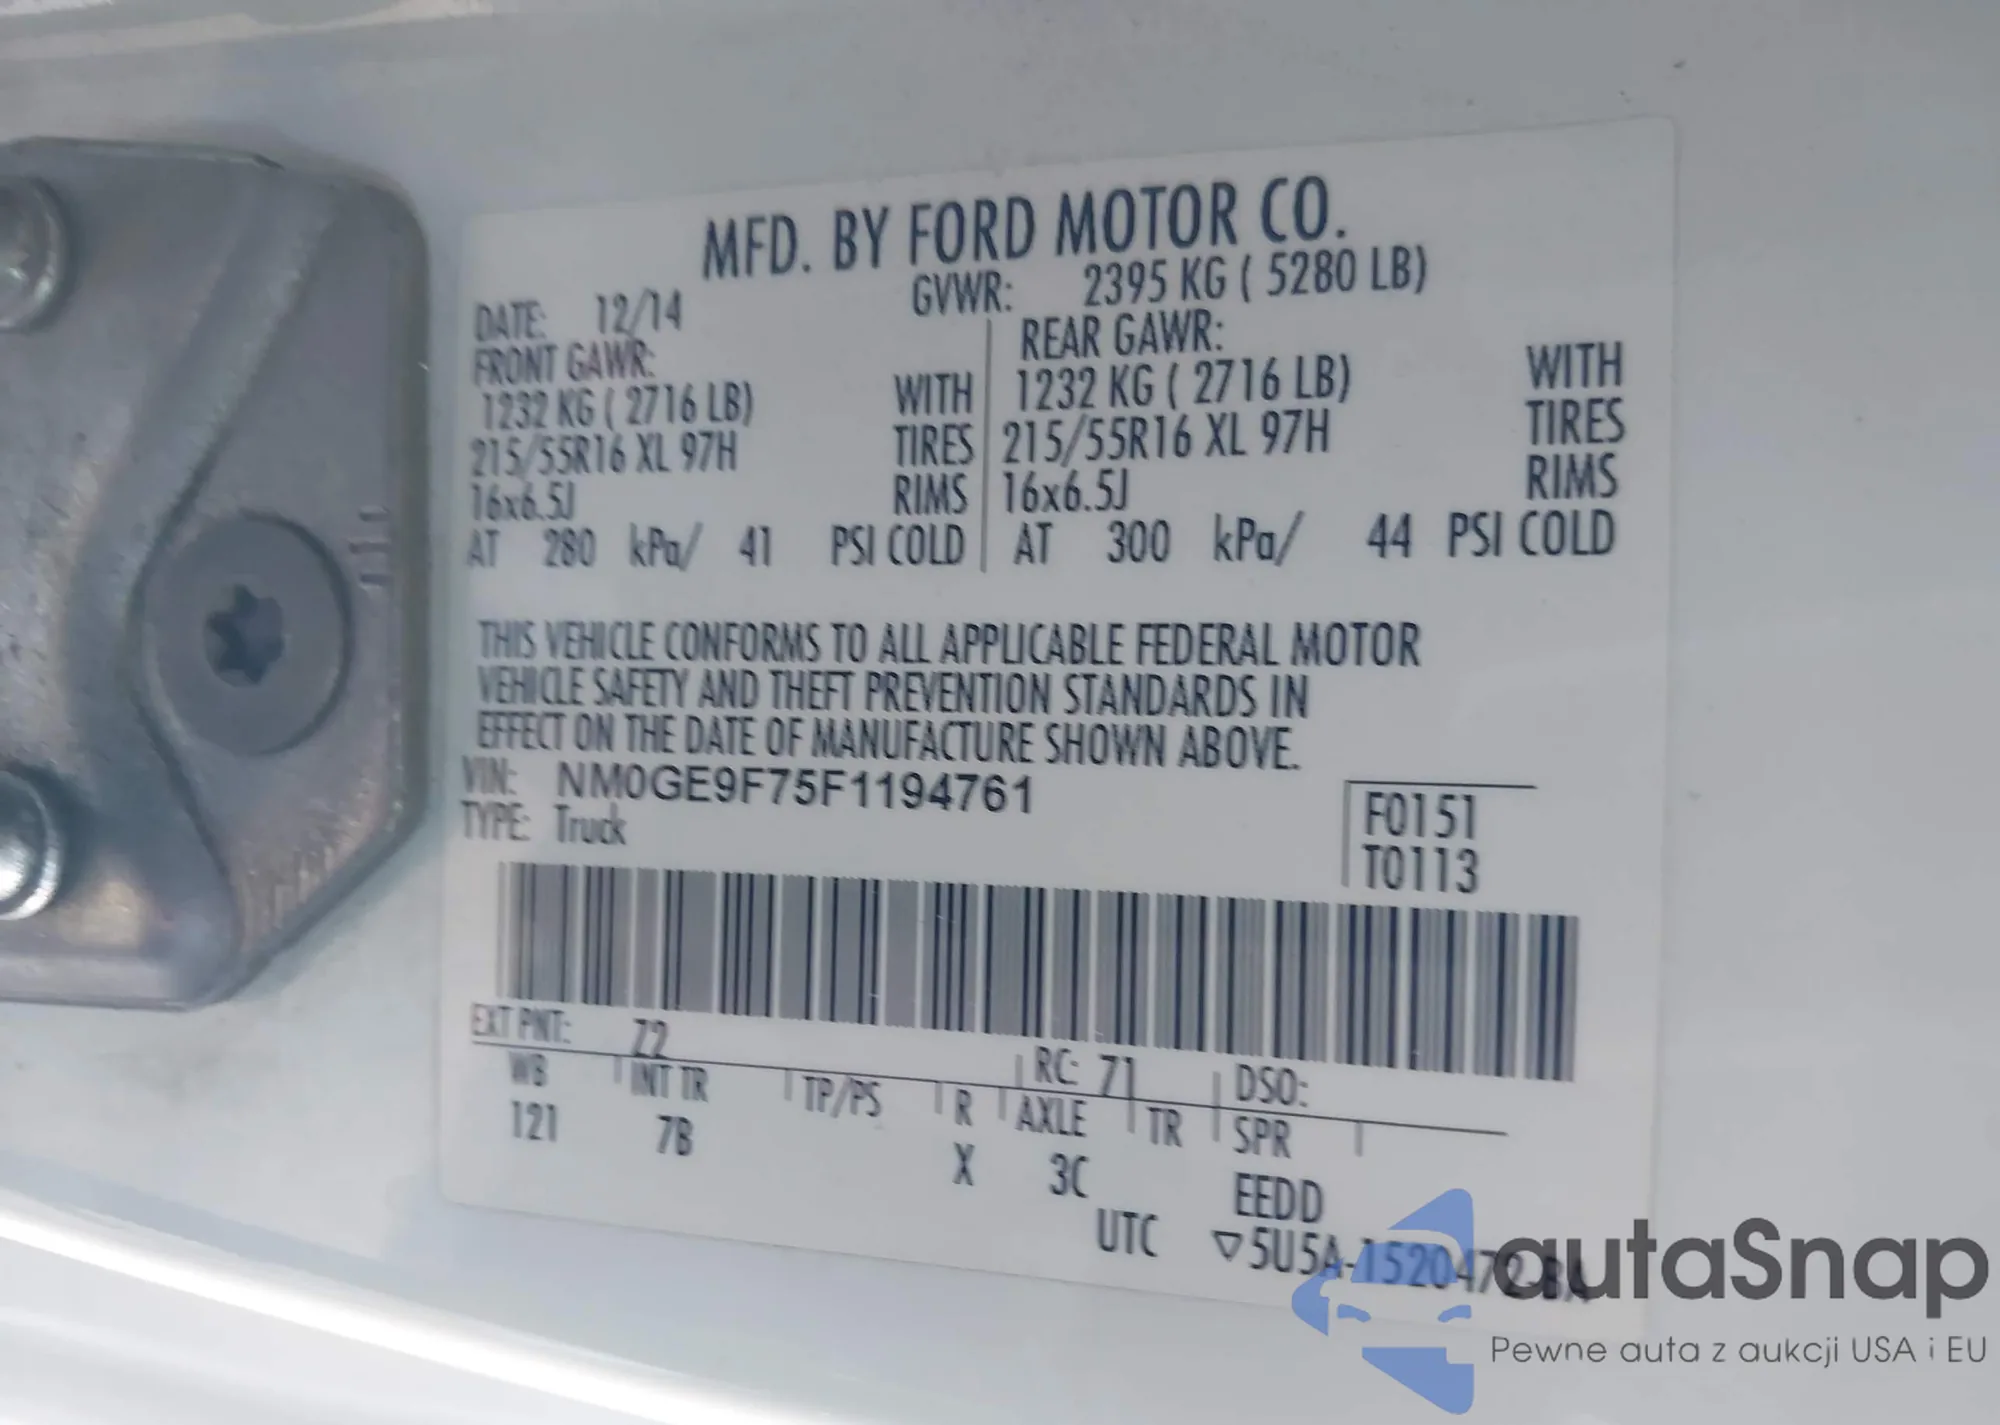 MFD. BY FORD MOTOR CO.
DATE: 12/14 GVWR: 2395 KG ( 5280 LB)
FRONT GAWR: REAR GAWR:
1232 KG ( 2716 LB) WITH 1232 KG ( 2716 LB) WITH
215/55R16 XL 97H TIRES 215/55R16 XL 97H TIRES
16x6.5J RIMS 16x6.5J RIMS
AT 280 kPa/ 41 PSI COLD AT 300 kPa/ 44 PSI COLD
THIS VEHICLE CONFORMS TO ALL APPLICABLE FEDERAL MOTOR
VEHICLE SAFETY AND THEFT PREVENTION STANDARDS IN
EFFECT ON THE DATE OF MANUFACTURE SHOWN ABOVE.
VIN: NM0GE9F75F1194761 F0151
TYPE: Truck T0113
EXT PNT: Z2 RC: 71 DSO:
WB INT TR TP/PS R AXLE TR SPR
121 7B X 3C EEDD
UTC ▽5U5A-1520472-BA
autaSnap
Pewne auta z aukcji USA i EU